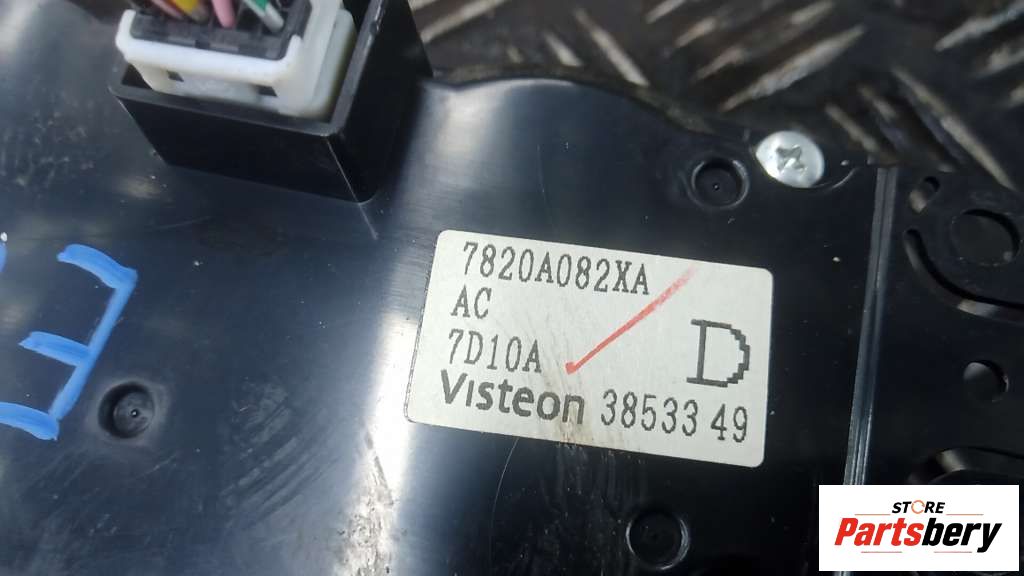 7820A082XA
AC
7D10A
D
Visteon 38533 49
STORE
Partsbery